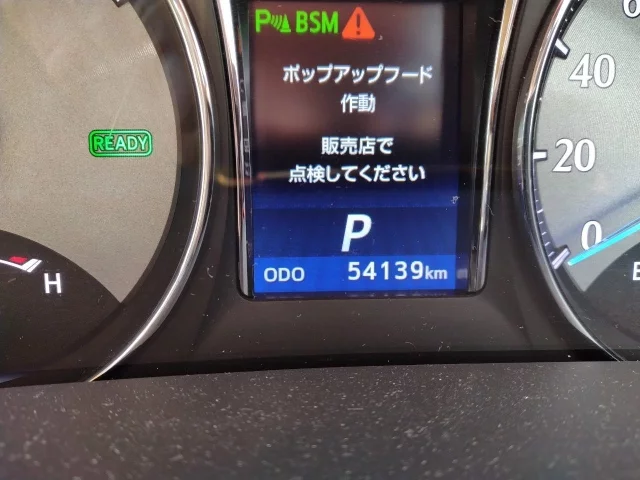 P BSM
ポップアップフード
作動
販売店で
点検してください
READY
P
ODO 54139km
H
40
20
0